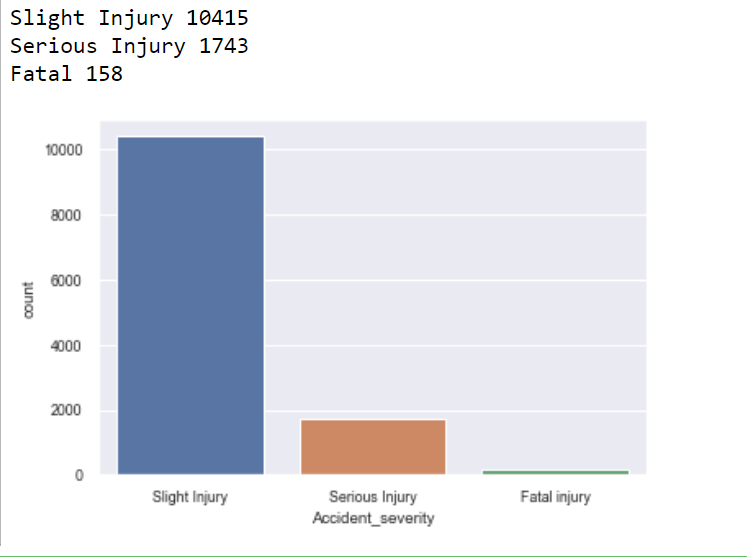 Slight Injury 10415
Serious Injury 1743
Fatal 158
10000
8000
6000
4000
2000
0
count
Slight Injury Serious Injury Fatal injury
Accident_severity